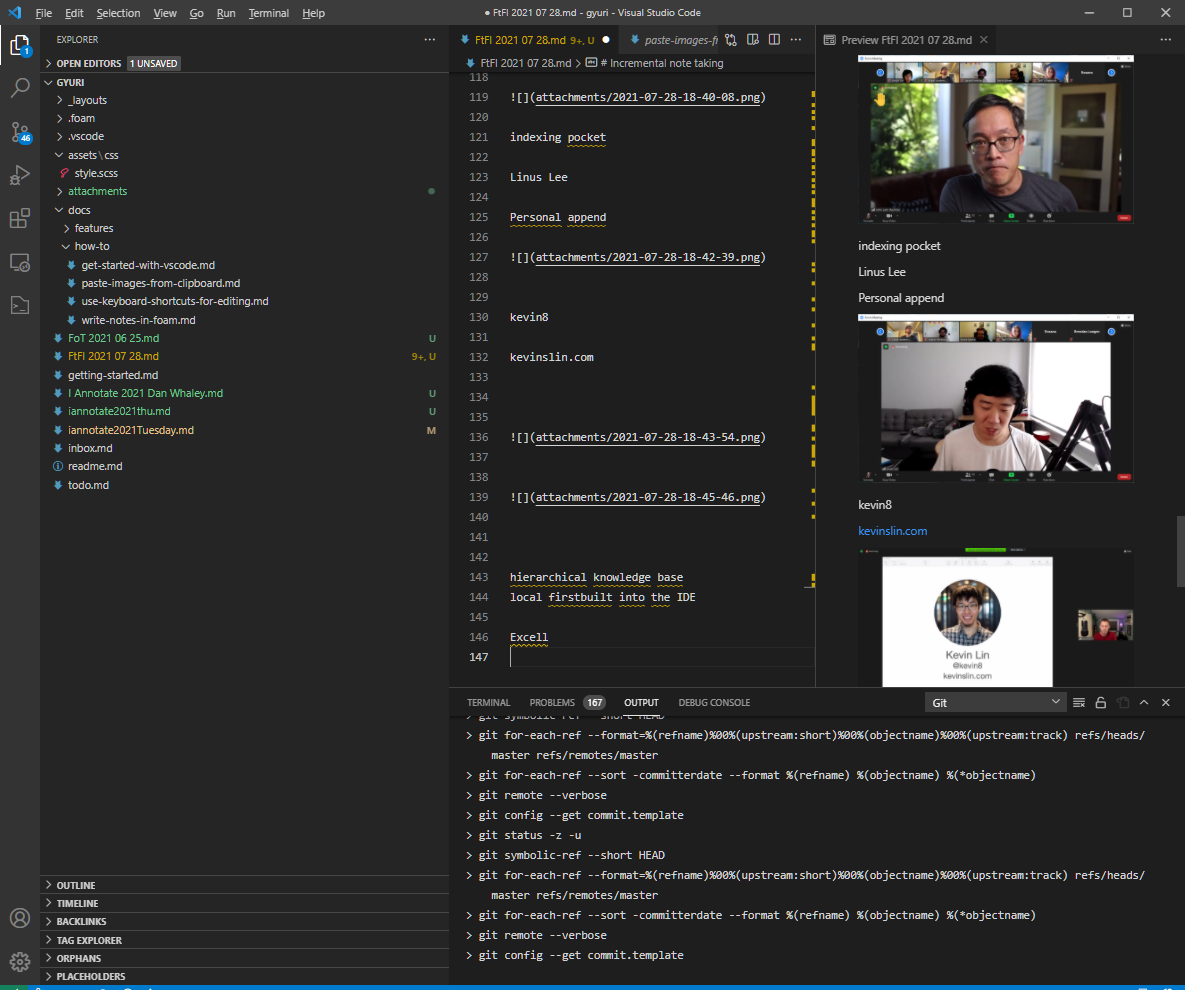 File Edit Selection View Go Run Terminal Help
● FtFl 2021 07 28.md - gyuri - Visual Studio Code
EXPLORER
OPEN EDITORS 1 UNSAVED
GYURI
_layouts
.foam
.vscode
assets\css
style.scss
attachments
docs
features
how-to
get-started-with-vscode.md
paste-images-from-clipboard.md
use-keyboard-shortcuts-for-editing.md
write-notes-in-foam.md
FoT 2021 06 25.md U
FtFl 2021 07 28.md 9+, U
getting-started.md
I Annotate 2021 Dan Whaley.md U
iannotate2021thu.md U
iannotate2021Tuesday.md M
inbox.md
readme.md
todo.md
OUTLINE
TIMELINE
BACKLINKS
TAG EXPLORER
ORPHANS
PLACEHOLDERS
1
46
FtFl 2021 07 28.md 9+, U ● paste-images-fr
FtFl 2021 07 28.md > # Incremental note taking
118
119 ![](attachments/2021-07-28-18-40-08.png)
120
121 indexing pocket
122
123 Linus Lee
124
125 Personal append
126
127 ![](attachments/2021-07-28-18-42-39.png)
128
129
130 kevin8
131
132 kevinslin.com
133
134
135
136 ![](attachments/2021-07-28-18-43-54.png)
137
138
139 ![](attachments/2021-07-28-18-45-46.png)
140
141
142
143 hierarchical knowledge base
144 local firstbuilt into the IDE
145
146 Excell
147
Preview FtFl 2021 07 28.md
indexing pocket
Linus Lee
Personal append
kevin8
kevinslin.com
Kevin Lin
@kevin8
kevinslin.com
TERMINAL PROBLEMS 167 OUTPUT DEBUG CONSOLE Git
> git symbolic-ref --short HEAD
> git for-each-ref --format=%(refname)%00%(upstream:short)%00%(objectname)%00%(upstream:track) refs/heads/
master refs/remotes/master
> git for-each-ref --sort -committerdate --format %(refname) %(objectname) %(*objectname)
> git remote --verbose
> git config --get commit.template
> git status -z -u
> git symbolic-ref --short HEAD
> git for-each-ref --format=%(refname)%00%(upstream:short)%00%(objectname)%00%(upstream:track) refs/heads/
master refs/remotes/master
> git for-each-ref --sort -committerdate --format %(refname) %(objectname) %(*objectname)
> git remote --verbose
> git config --get commit.template